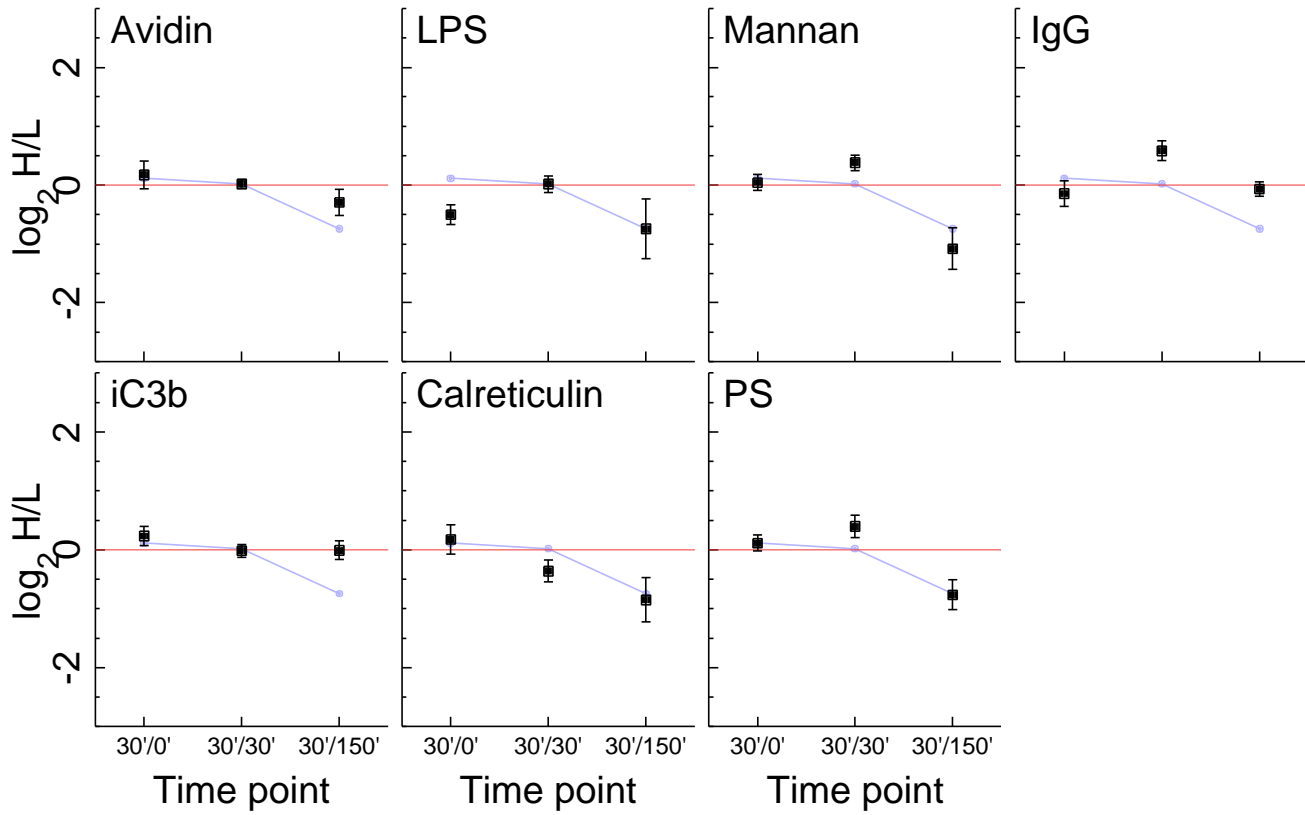 Avidin
LPS
Mannan
IgG
log2 H/L
2
0
-2
iC3b
Calreticulin
PS
log2 H/L
2
0
-2
30'/0' 30'/30' 30'/150'
30'/0' 30'/30' 30'/150'
30'/0' 30'/30' 30'/150'
Time point
Time point
Time point